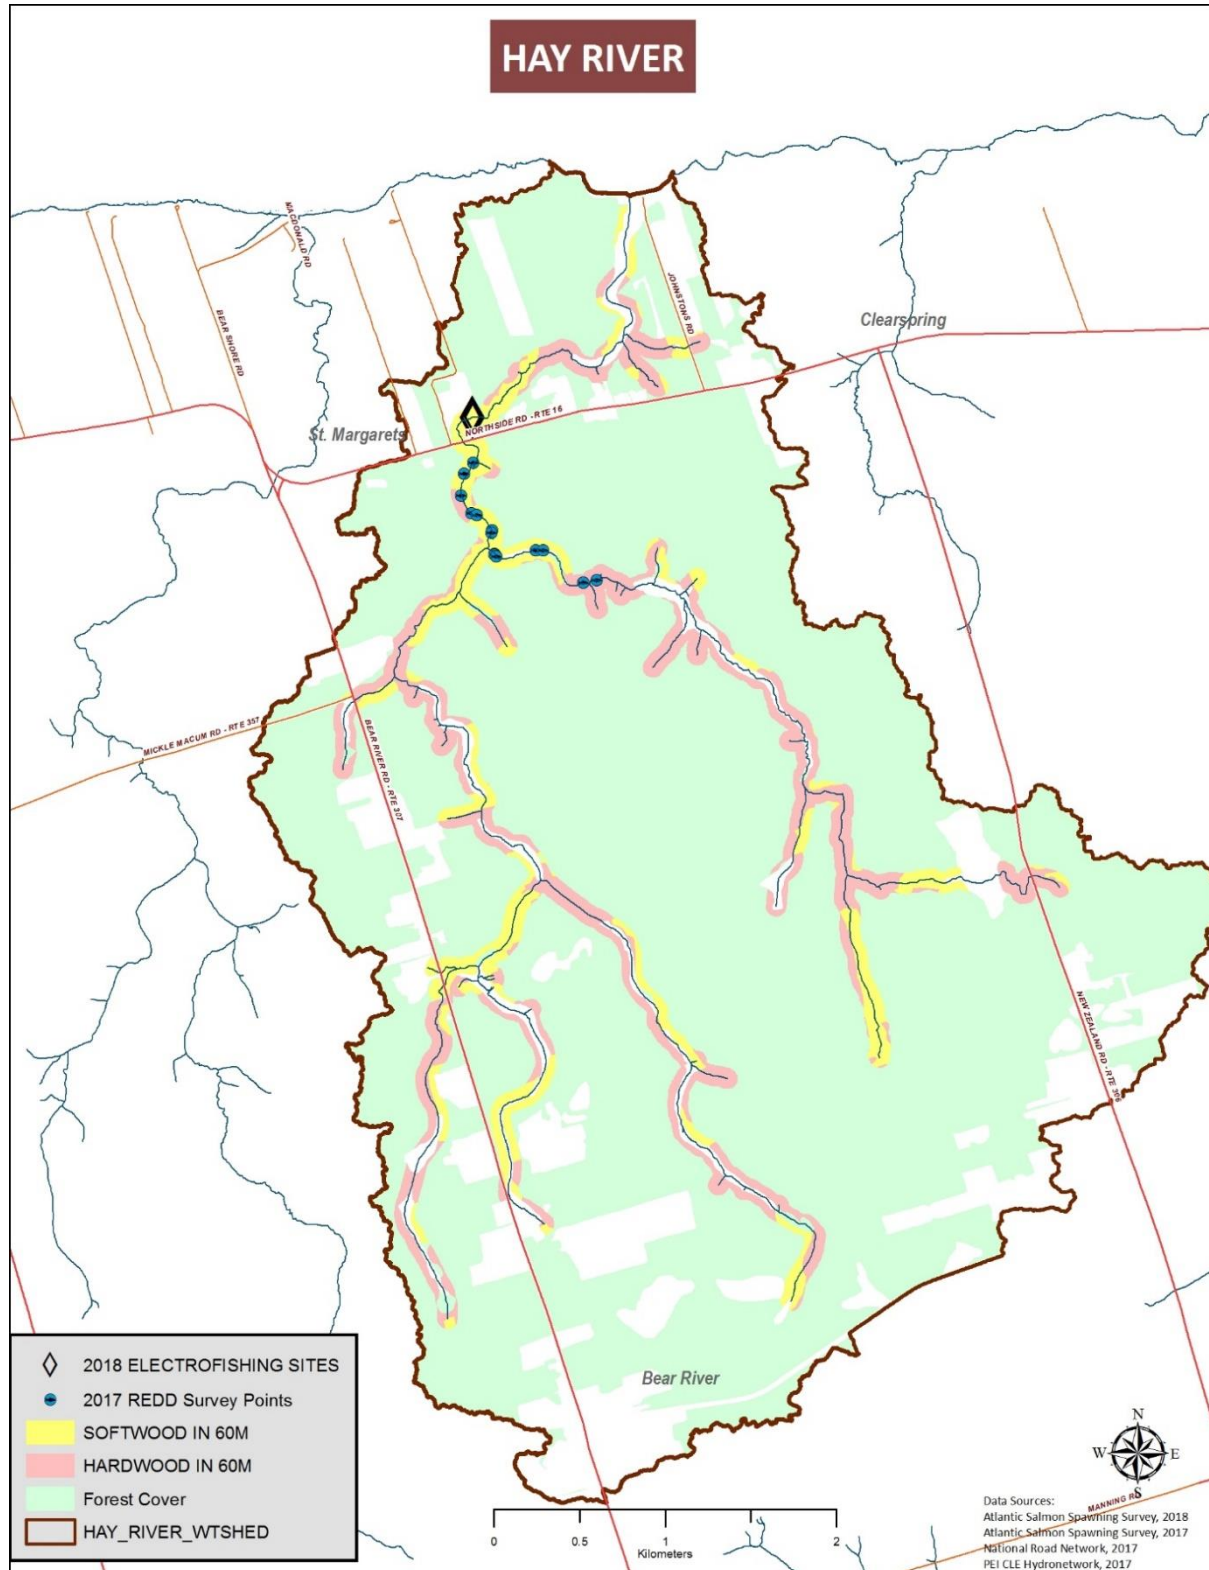 HAY RIVER
MACDONALD RD
BEAR SHORE RD
JOHNSTONS RD
Clearspring
St. Margarets
NORTHSIDE RD - RTE 16
MICKLE MACUM RD - RTE 357
BEAR RIVER RD - RTE 307
NEW ZEALAND RD - RTE 306
Bear River
2018 ELECTROFISHING SITES
2017 REDD Survey Points
SOFTWOOD IN 60M
HARDWOOD IN 60M
Forest Cover
HAY_RIVER_WTSHED
0 0.5 1 2
Kilometers
N
W E
S
MANNING RD
Data Sources:
Atlantic Salmon Spawning Survey, 2018
Atlantic Salmon Spawning Survey, 2017
National Road Network, 2017
PEI CLE Hydronetwork, 2017